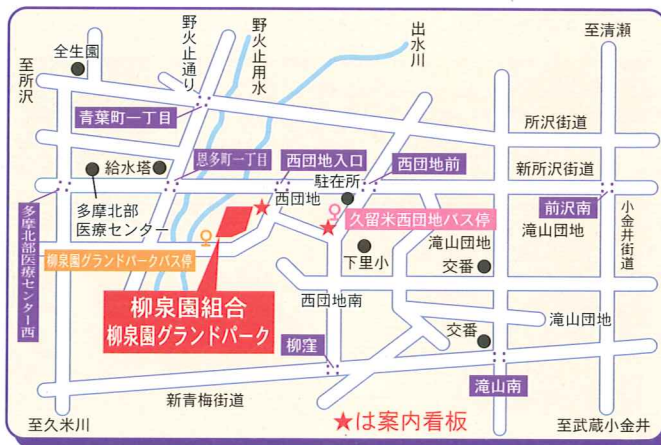 至清瀬
出水川
野火止用水
野火止通り
全生園
至所沢
青葉町一丁目
所沢街道
給水塔
恩多町一丁目
西団地入口
西団地前
新所沢街道
駐在所
西団地
多摩北部
医療センター
久留米西団地バス停
前沢南
小金井街道
多摩北部医療センター西
柳泉園グランドパークバス停
下里小
滝山団地
滝山団地
交番
柳泉園組合
柳泉園グランドパーク
西団地南
滝山団地
交番
柳窪
滝山南
新青梅街道
★は案内看板
至久米川
至武蔵小金井